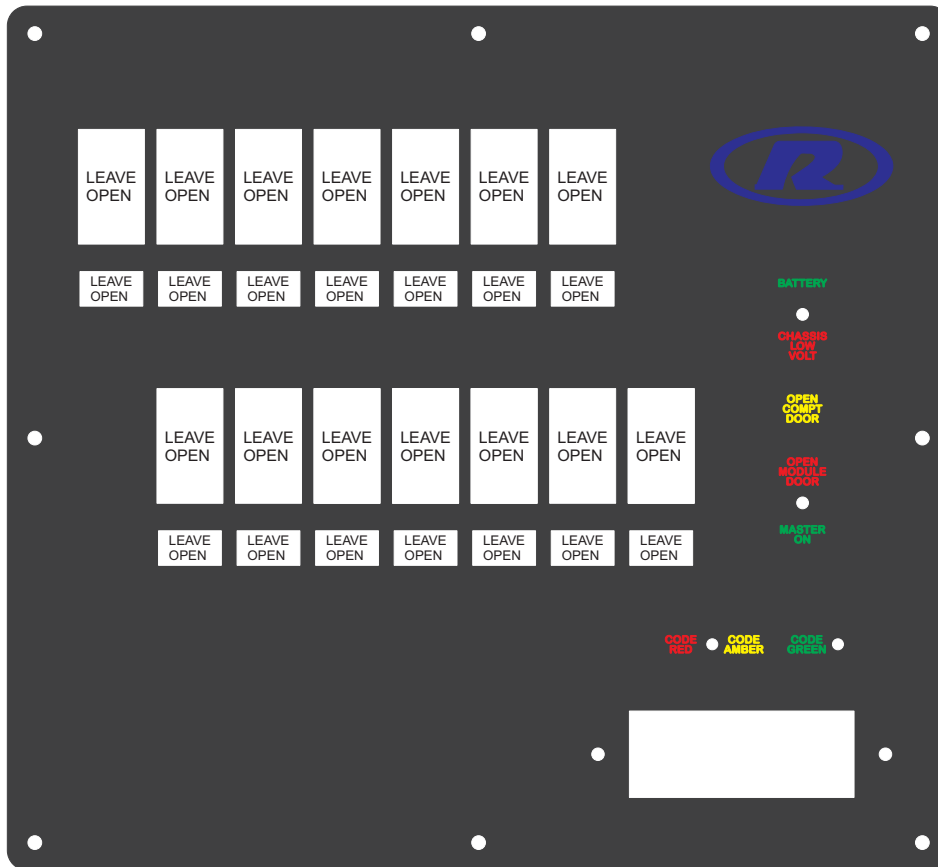 LEAVE LEAVE LEAVE LEAVE LEAVE LEAVE LEAVE
OPEN OPEN OPEN OPEN OPEN OPEN OPEN
R
LEAVE LEAVE LEAVE LEAVE LEAVE LEAVE LEAVE
OPEN OPEN OPEN OPEN OPEN OPEN OPEN
BATTERY
CHASSIS
LOW
VOLT
OPEN
COMPT
DOOR
LEAVE LEAVE LEAVE LEAVE LEAVE LEAVE LEAVE
OPEN OPEN OPEN OPEN OPEN OPEN OPEN
OPEN
MODULE
DOOR
MASTER
ON
LEAVE LEAVE LEAVE LEAVE LEAVE LEAVE LEAVE
OPEN OPEN OPEN OPEN OPEN OPEN OPEN
CODE CODE CODE
RED AMBER GREEN